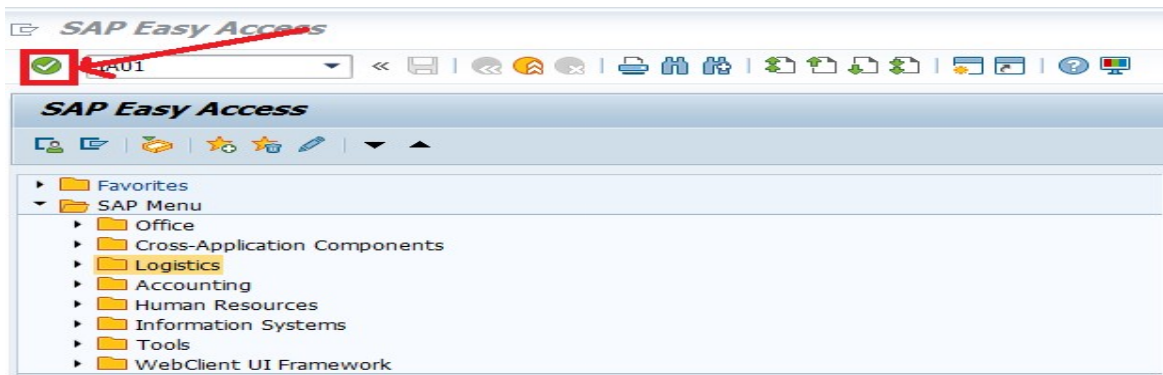 SAP Easy Access
SAP Easy Access
Favorites
SAP Menu
Office
Cross-Application Components
Logistics
Accounting
Human Resources
Information Systems
Tools
WebClient UI Framework